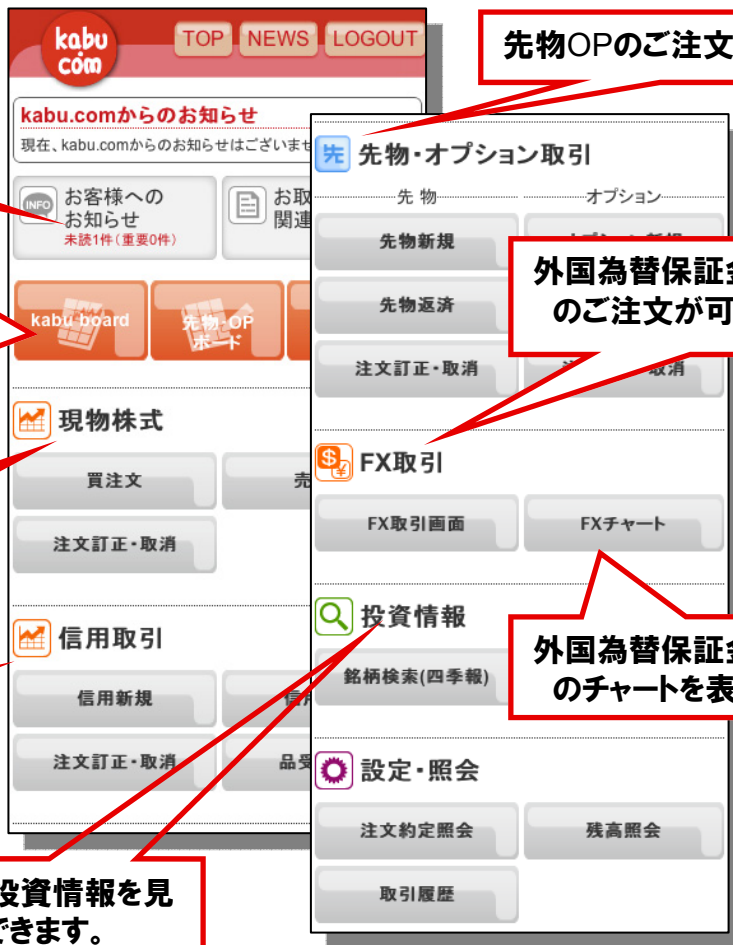 kabu
com
TOP
NEWS
LOGOUT
kabu.comからのお知らせ
現在、kabu.comからのお知らせはございませ
INFO
お客様への
お知らせ
未読1件(重要0件)
お取
関連
kabu board
先物・OP
ボード
現物株式
買注文
売
注文訂正・取消
信用取引
信用新規
信用
注文訂正・取消
品受
先物OPのご注文
先
先物・オプション取引
先 物
オプション
先物新規
先物返済
注文訂正・取消
取消
外国為替保証金
のご注文が可
$
¥
FX取引
FX取引画面
FXチャート
投資情報
銘柄検索(四季報)
外国為替保証金
のチャートを表
設定・照会
注文約定照会
残高照会
取引履歴
投資情報を見
できます。